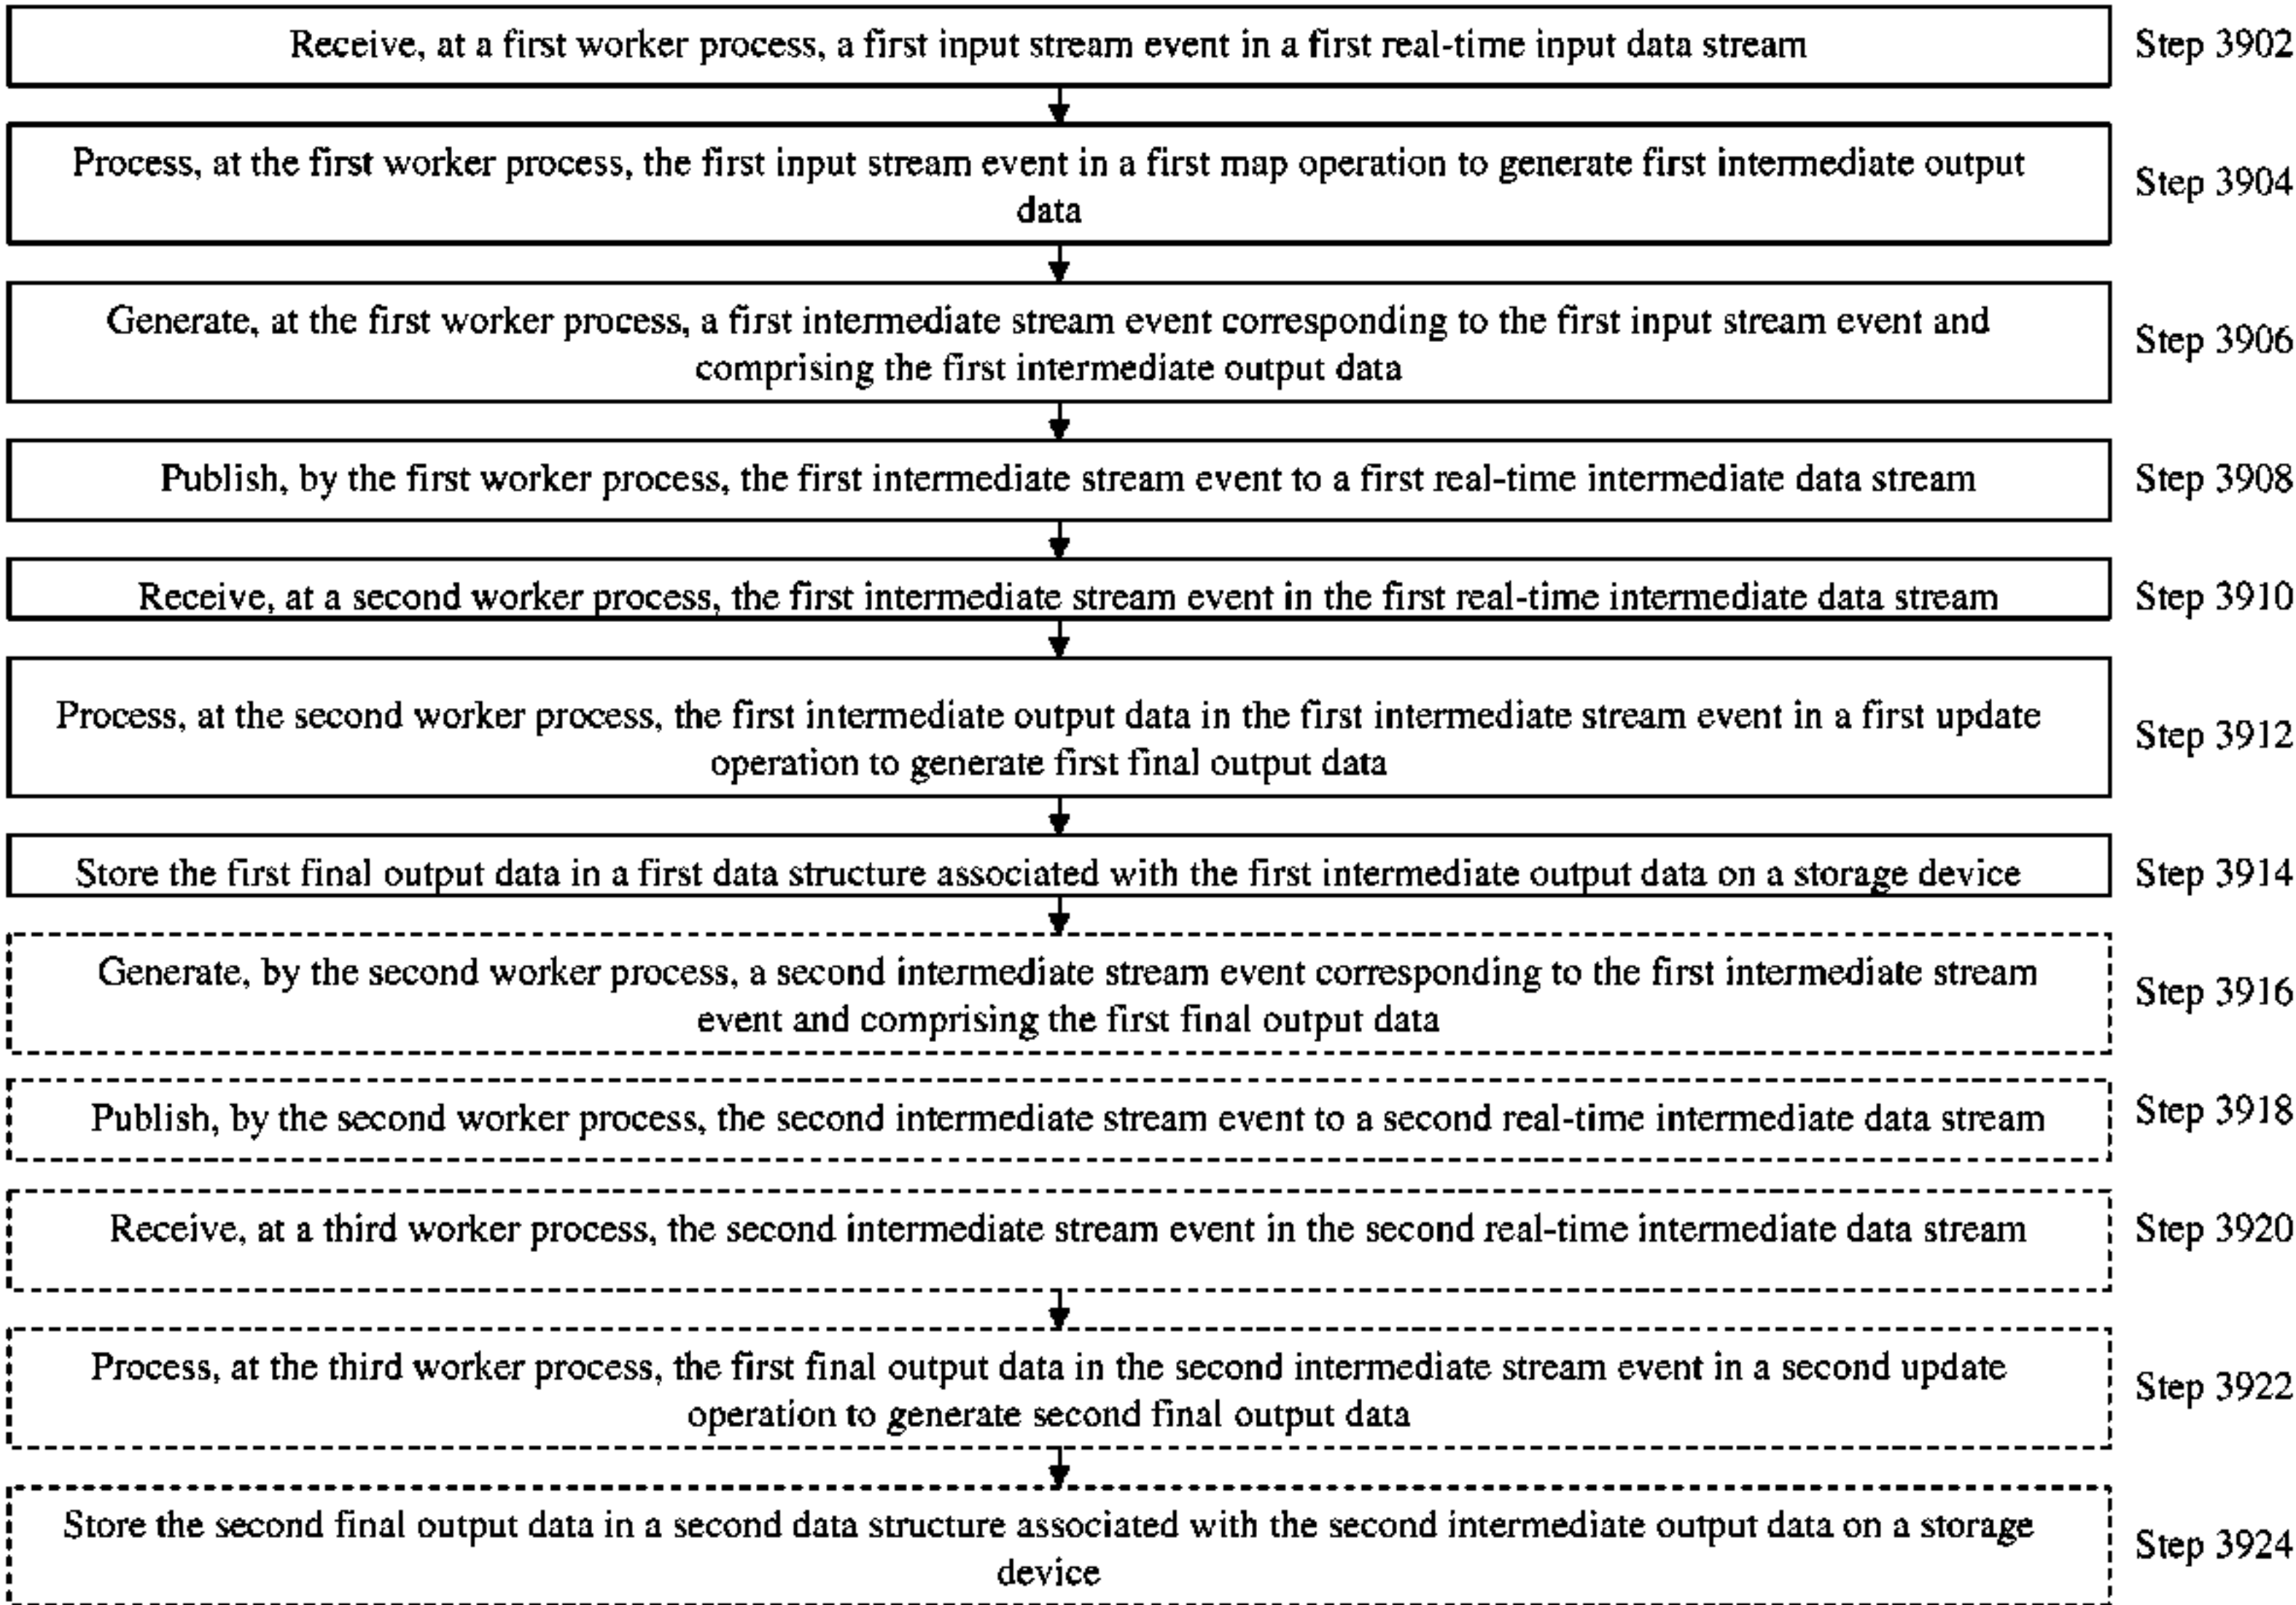 Receive, at a first worker process, a first input stream event in a first real-time input data stream
Step 3902
Process, at the first worker process, the first input stream event in a first map operation to generate first intermediate output
data
Step 3904
Generate, at the first worker process, a first intermediate stream event corresponding to the first input stream event and
comprising the first intermediate output data
Step 3906
Publish, by the first worker process, the first intermediate stream event to a first real-time intermediate data stream
Step 3908
Receive, at a second worker process, the first intermediate stream event in the first real-time intermediate data stream
Step 3910
Process, at the second worker process, the first intermediate output data in the first intermediate stream event in a first update
operation to generate first final output data
Step 3912
Store the first final output data in a first data structure associated with the first intermediate output data on a storage device
Step 3914
Generate, by the second worker process, a second intermediate stream event corresponding to the first intermediate stream
event and comprising the first final output data
Step 3916
Publish, by the second worker process, the second intermediate stream event to a second real-time intermediate data stream
Step 3918
Receive, at a third worker process, the second intermediate stream event in the second real-time intermediate data stream
Step 3920
Process, at the third worker process, the first final output data in the second intermediate stream event in a second update
operation to generate second final output data
Step 3922
Store the second final output data in a second data structure associated with the second intermediate output data on a storage
device
Step 3924